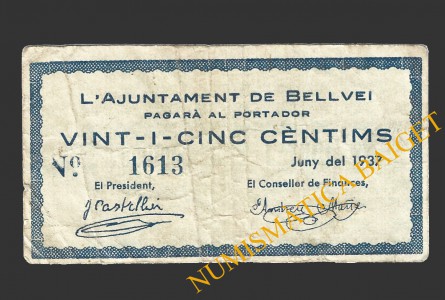 L'AJUNTAMENT DE BELLVEI
PAGARÀ AL PORTADOR
VINT-I-CINC CÈNTIMS
Nº 1613 Juny del 1937
El President, El Conseller de Finances,
J Castellví
NUMISMATICA BAIGET